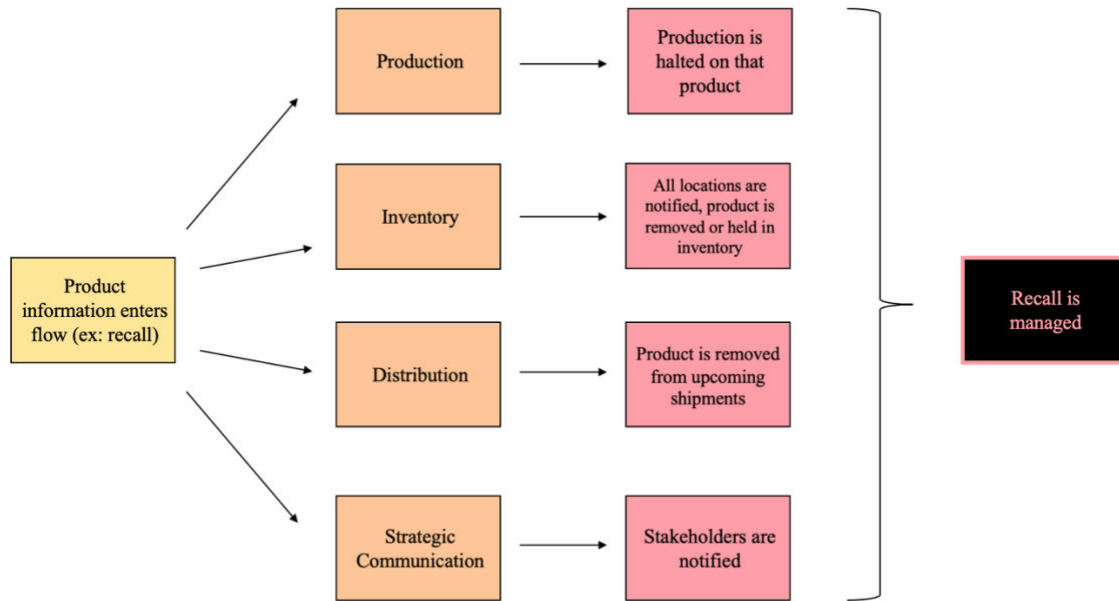 Product
information enters
flow (ex: recall)
Production
Production is
halted on that
product
Inventory
All locations are
notified, product is
removed or held in
inventory
Distribution
Product is removed
from upcoming
shipments
Strategic
Communication
Stakeholders are
notified
Recall is
managed